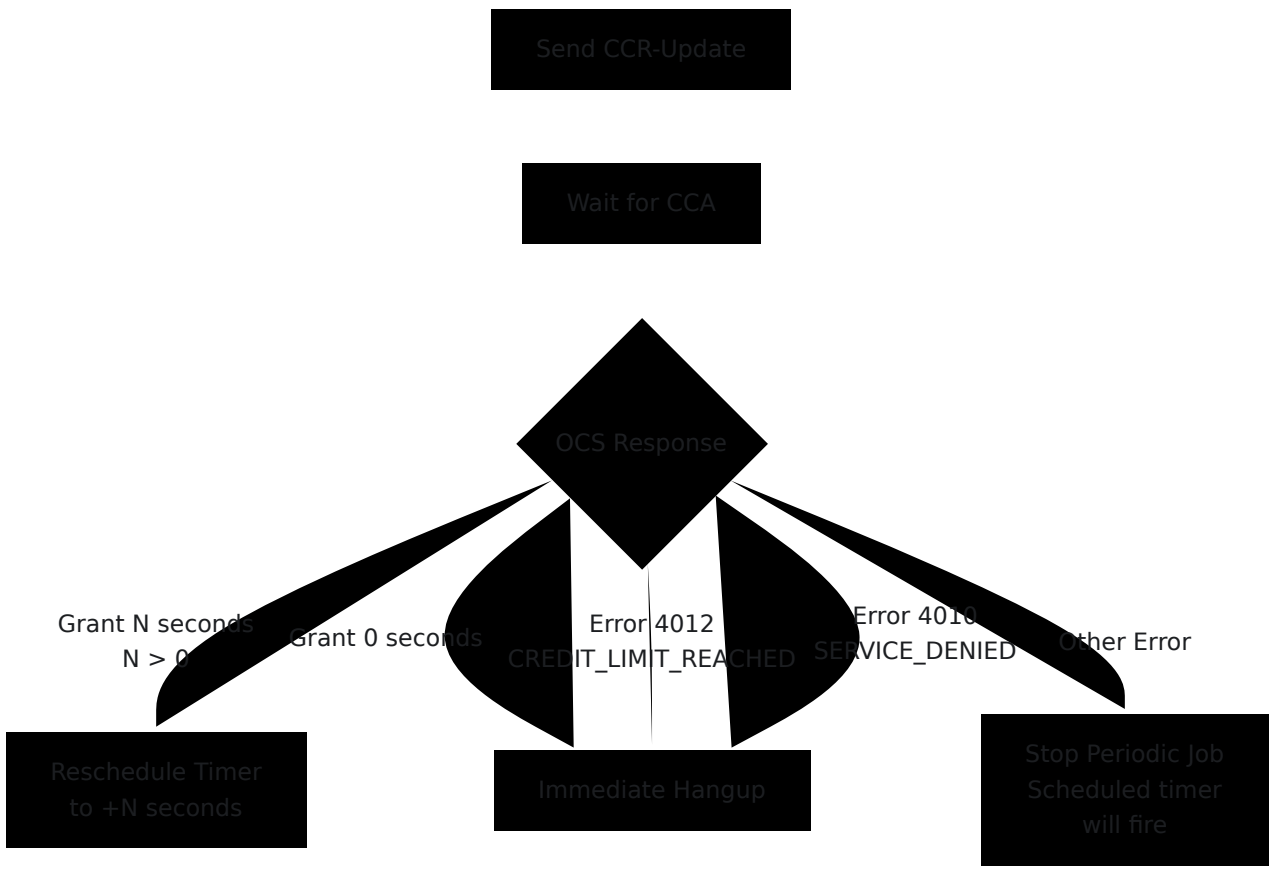 Send CCR-Update
Wait for CCA
OCS Response
Grant N seconds
N > 0
Grant 0 seconds
Error 4012
CREDIT_LIMIT_REACHED
Error 4010
SERVICE_DENIED
Other Error
Reschedule Timer
to +N seconds
Immediate Hangup
Stop Periodic Job
Scheduled timer
will fire